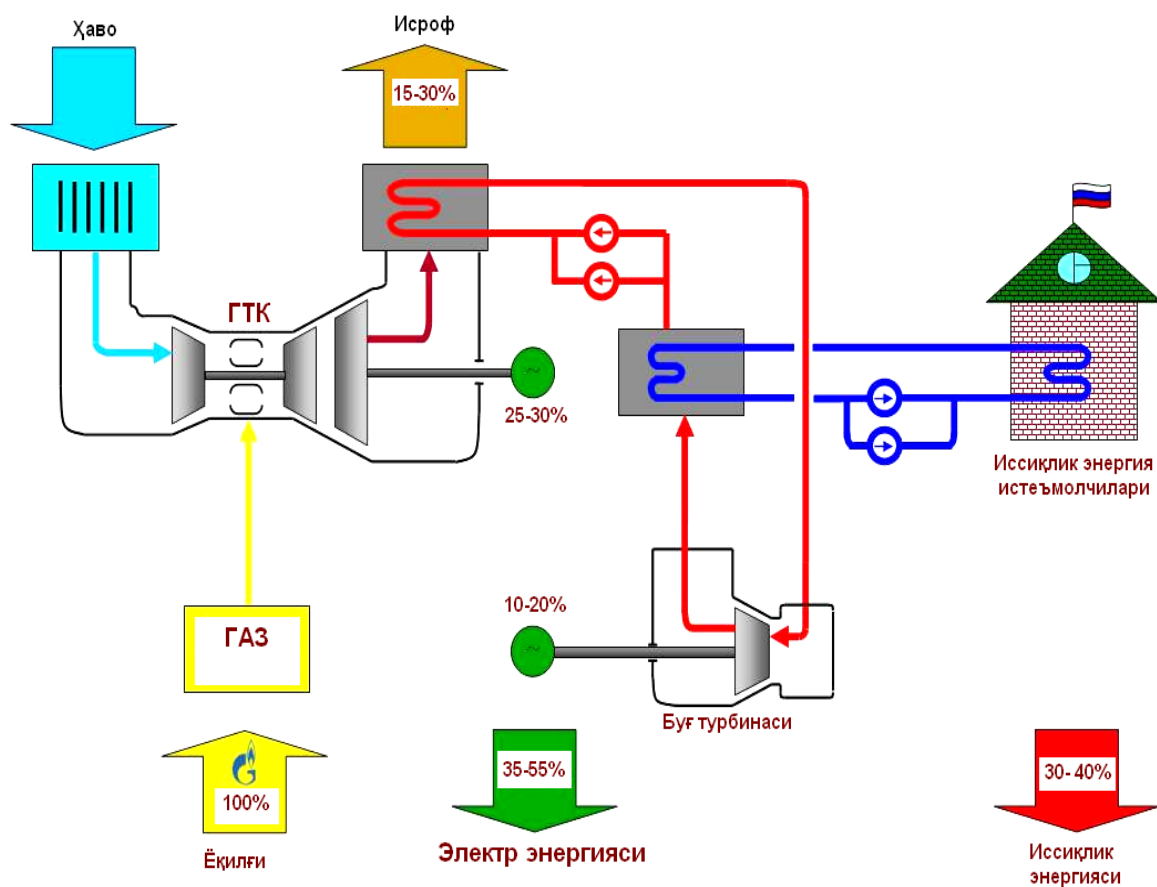 Ҳаво
Исроф
15-30%
ГТК
25-30%
Иссиқлик энергия
истеъмолчилари
10-20%
ГАЗ
Буғ турбинаси
35-55%
30- 40%
100%
Ёқилғи
Электр энергияси
Иссиқлик
энергияси